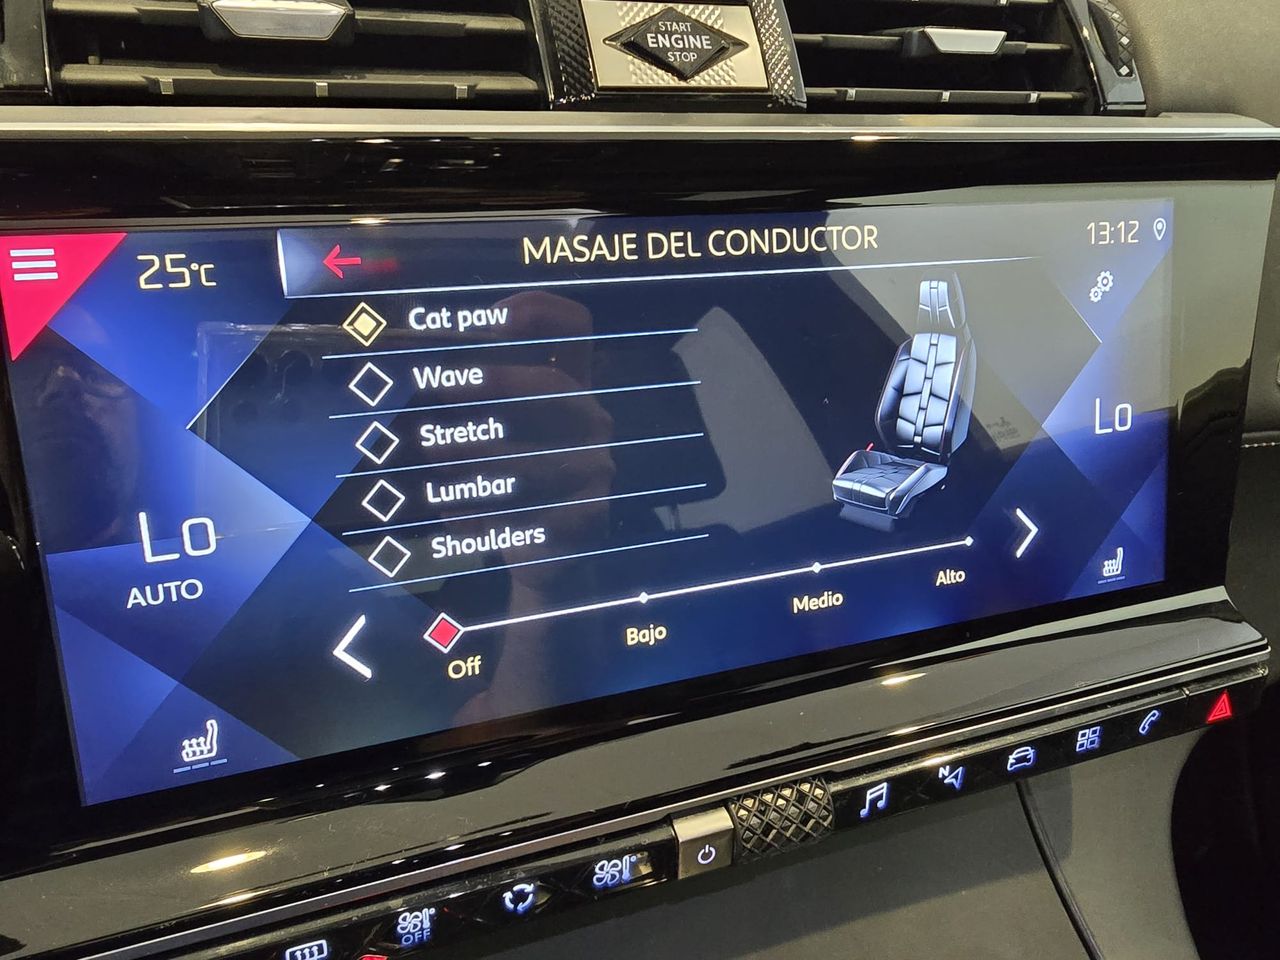 START
ENGINE
STOP
25°C
MASAJE DEL CONDUCTOR
13:12
Cat paw
Wave
Stretch
Lumbar
Shoulders
Lo
AUTO
Lo
Off
Bajo
Medio
Alto
N
OFF